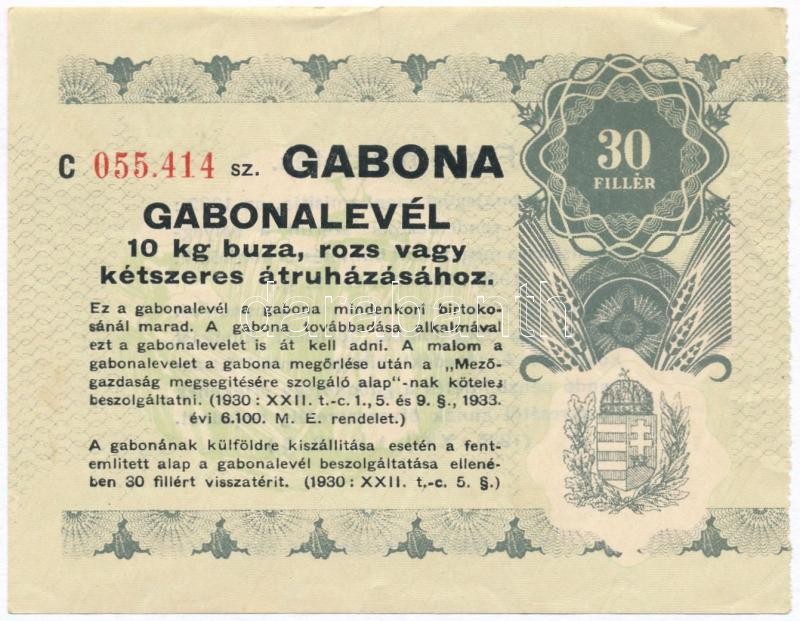 C 055.414 sz. GABONA
GABONALEVÉL
10 kg buza, rozs vagy
kétszeres átruházásához.
Ez a gabonalevél a gabona mindenkori birtoko-
sánál marad. A gabona továbbadása alkalmával
ezt a gabonalevelet is át kell adni. A malom a
gabonalevelet a gabona megőrlése után a „Mező-
gazdaság megsegitésére szolgáló alap"-nak köteles
beszolgáltatni. (1930 : XXII. t.-c. 1., 5. és 9. §., 1933.
évi 6.100. M. E. rendelet.)
A gabonának külföldre kiszállitása esetén a fent-
emlitett alap a gabonalevél beszolgáltatása ellené-
ben 30 fillért visszatérit. (1930 : XXII. t.-c. 5. §.)
30
FILLÉR
darabanth